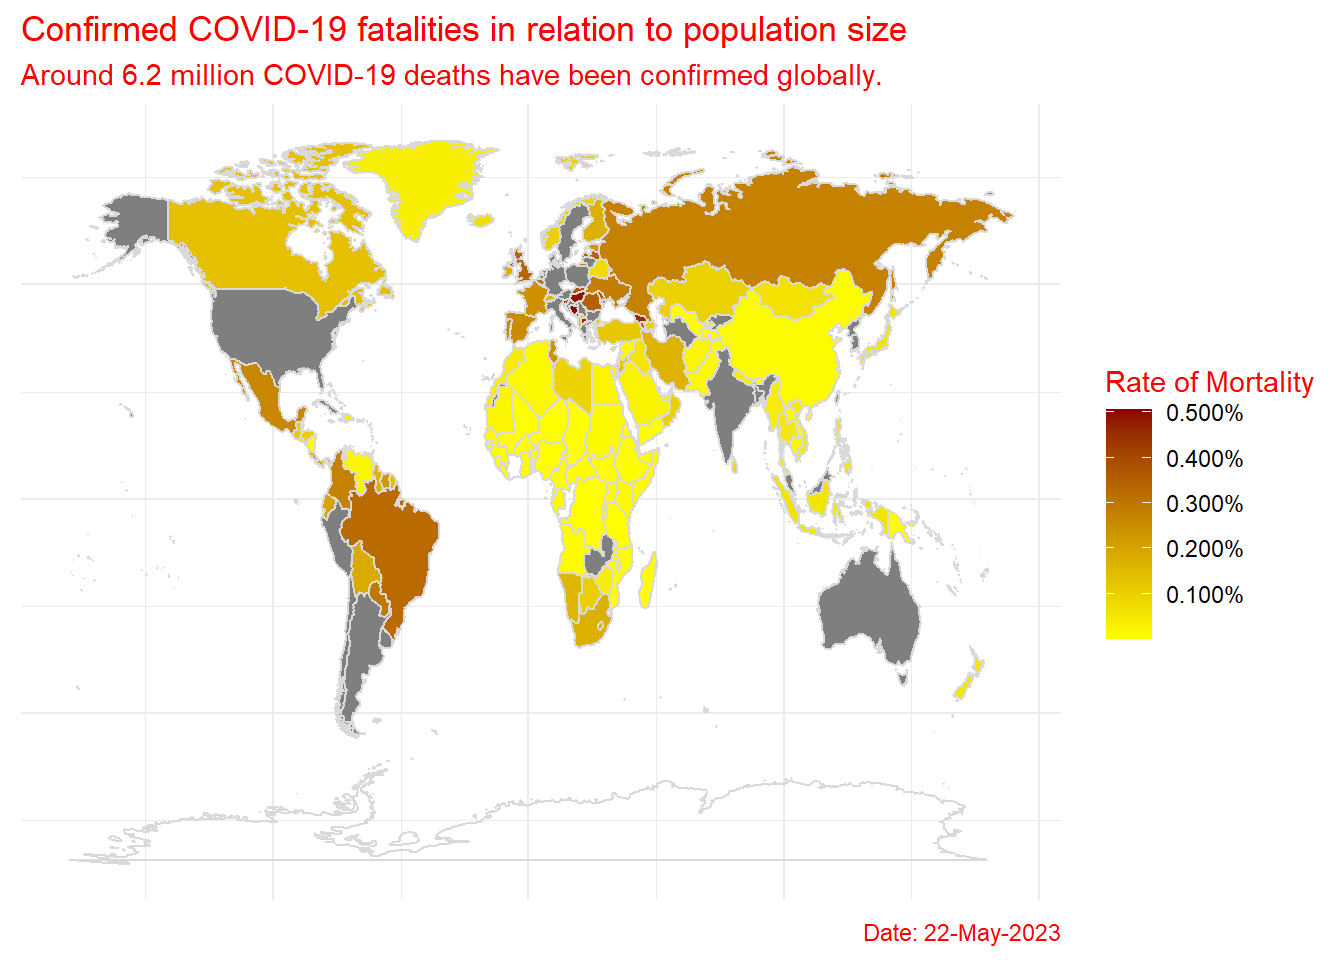 Confirmed COVID-19 fatalities in relation to population size
Around 6.2 million COVID-19 deaths have been confirmed globally.
Rate of Mortality
0.500%
0.400%
0.300%
0.200%
0.100%
Date: 22-May-2023